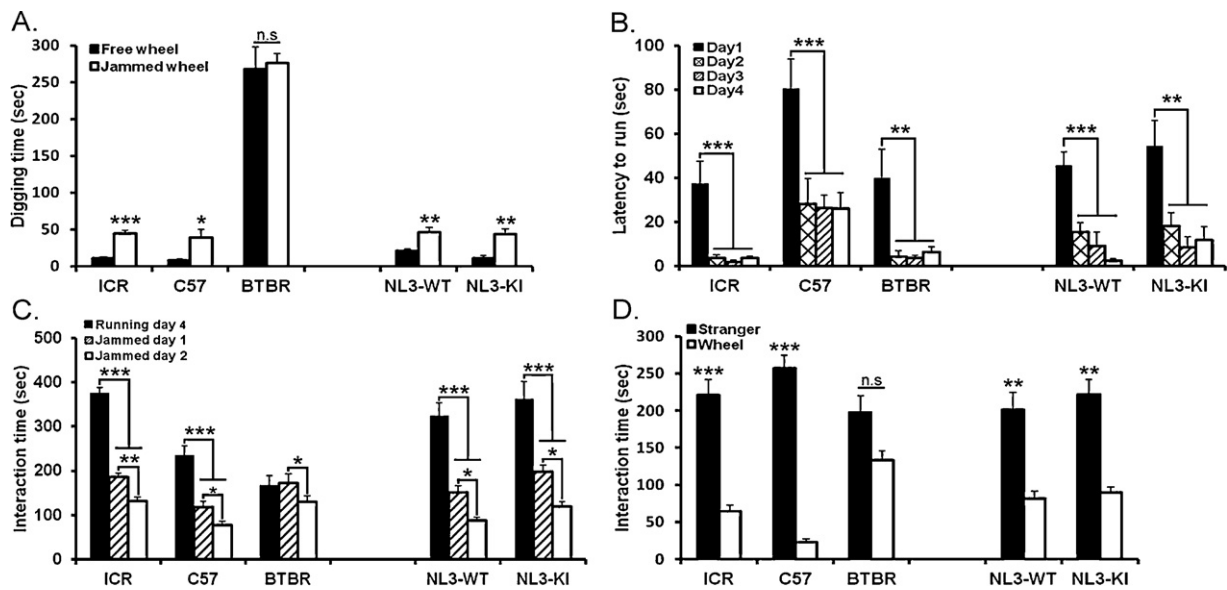 A.
Digging time (sec)
300
250
200
150
100
50
0
Free wheel
Jammed wheel
n.s
***
*
**
**
ICR C57 BTBR NL3-WT NL3-KI
B.
Latency to run (sec)
100
80
60
40
20
0
Day1
Day2
Day3
Day4
***
***
**
***
**
ICR C57 BTBR NL3-WT NL3-KI
C.
Interaction time (sec)
500
400
300
200
100
0
Running day 4
Jammed day 1
Jammed day 2
***
**
***
*
*
***
*
***
*
ICR C57 BTBR NL3-WT NL3-KI
D.
Interaction time (sec)
300
250
200
150
100
50
0
Stranger
Wheel
***
***
n.s
**
**
ICR C57 BTBR NL3-WT NL3-KI